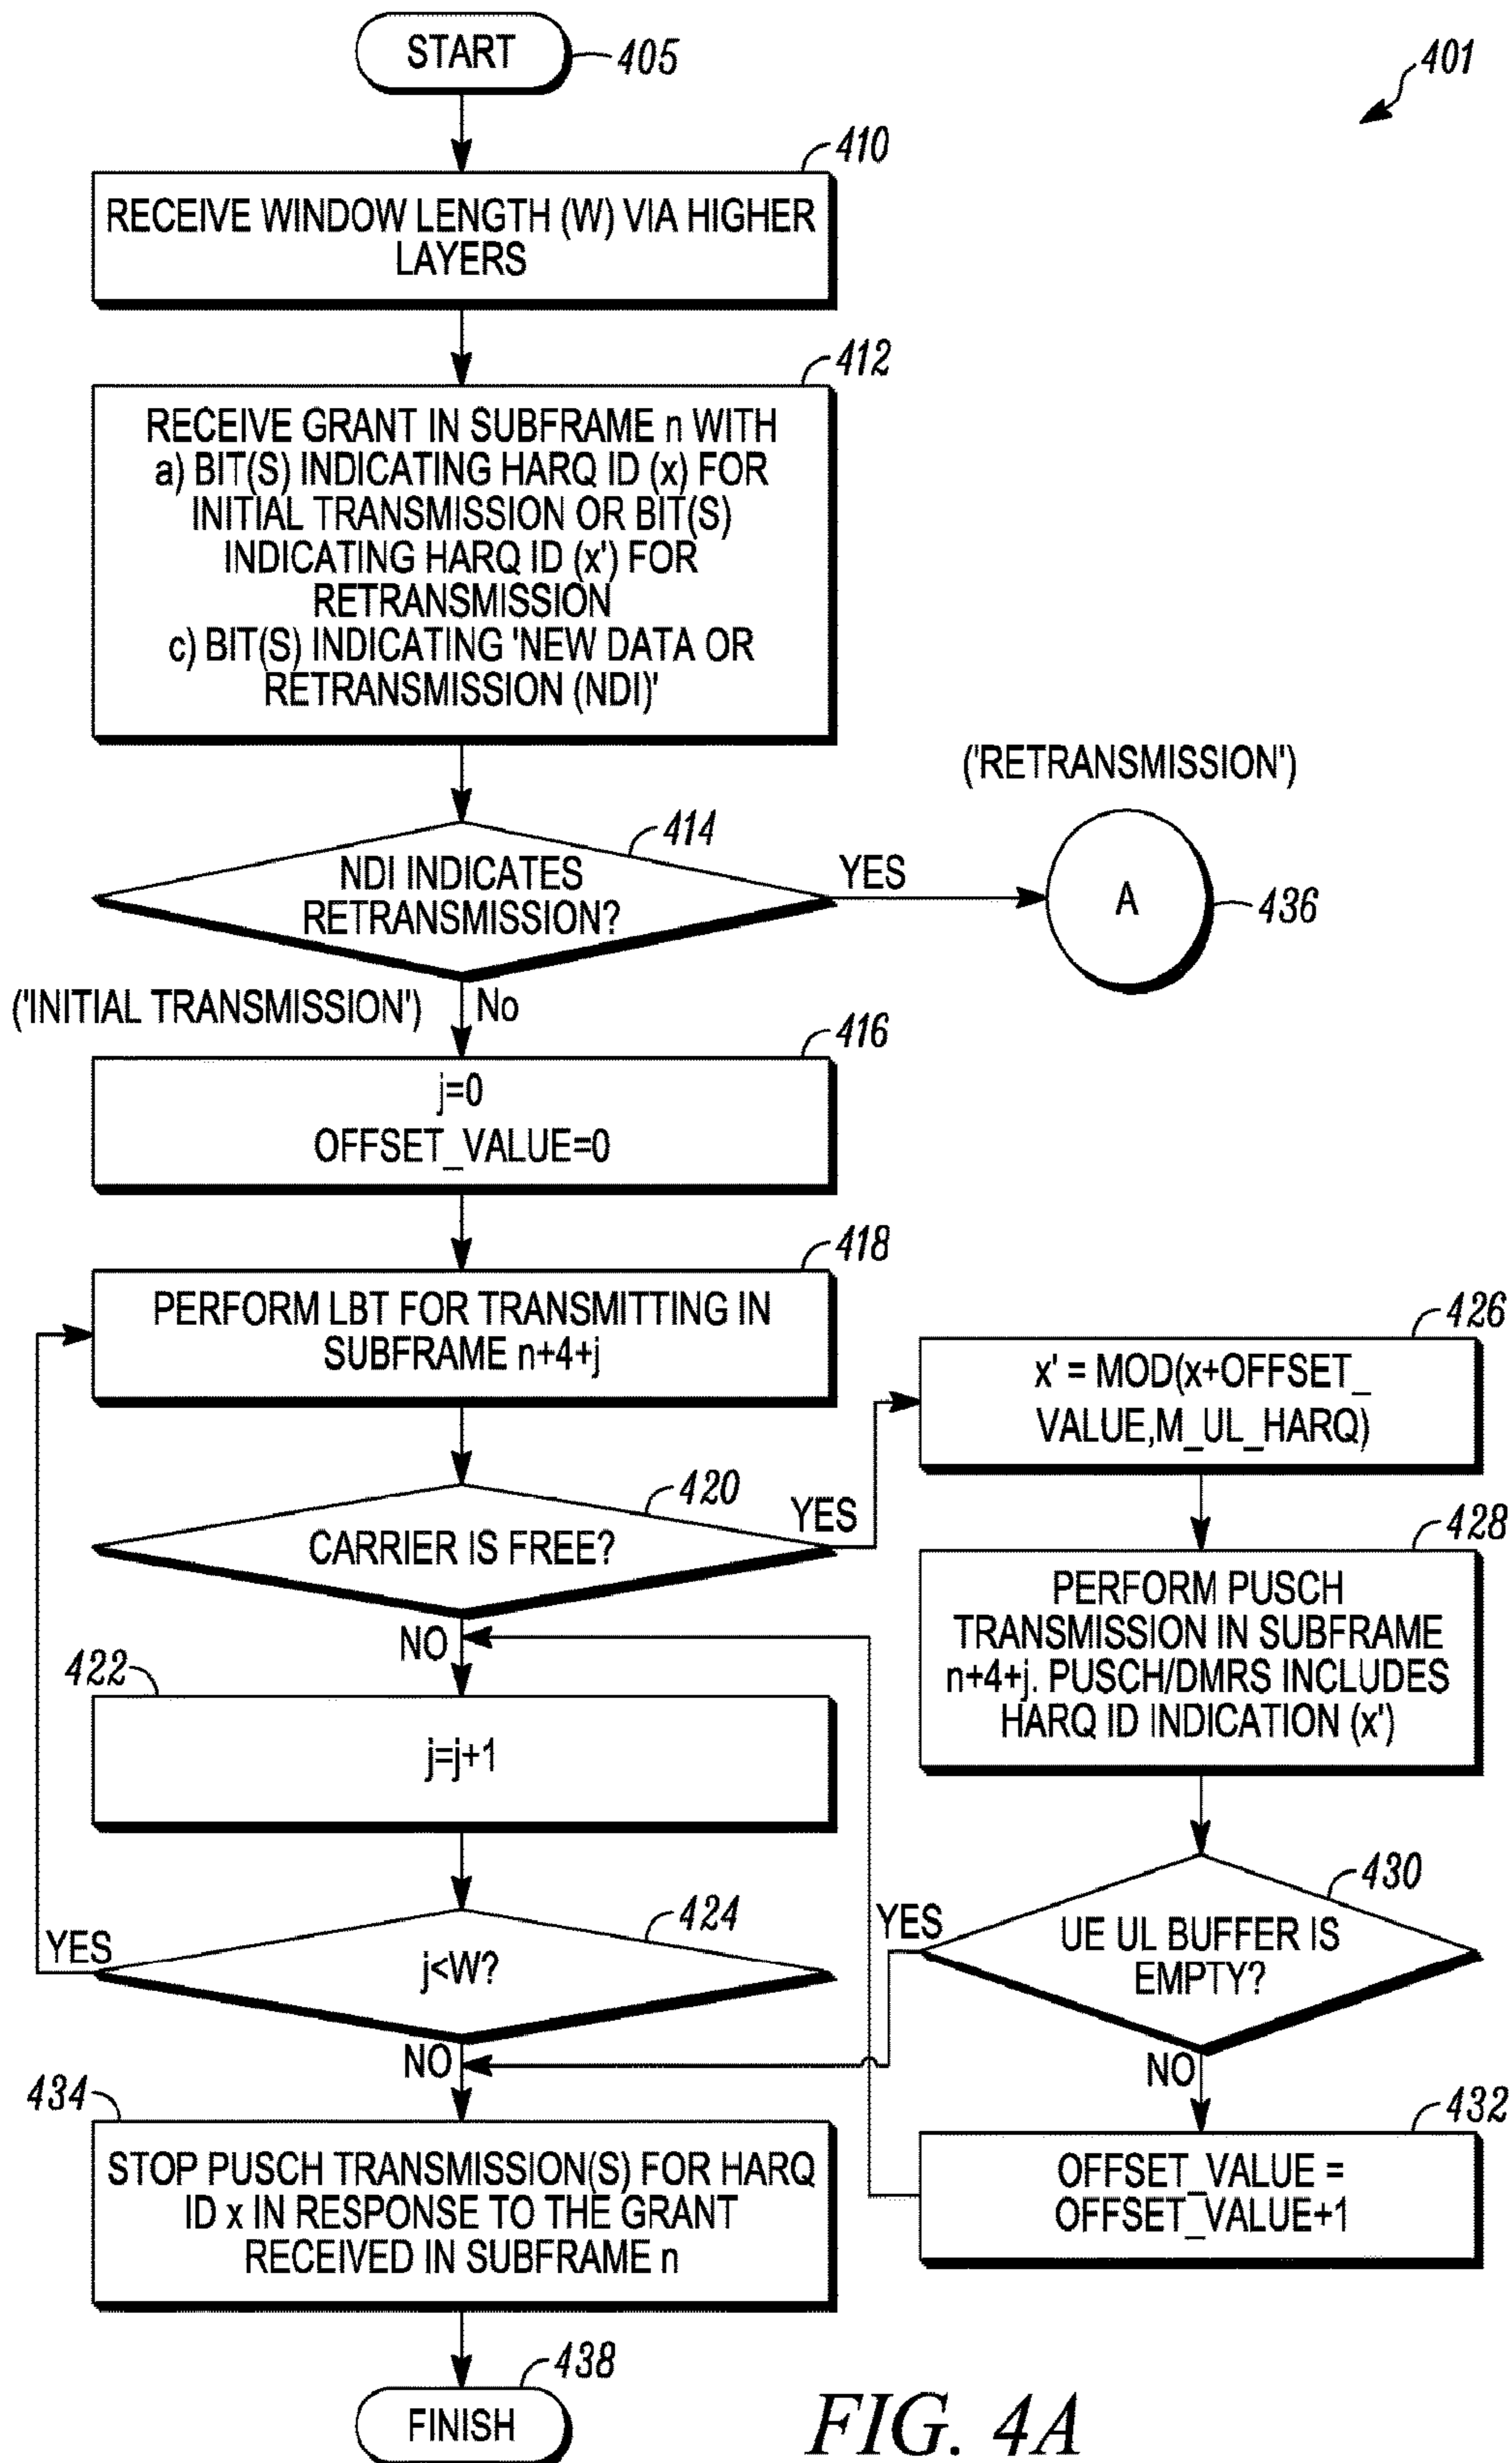 START
405
401
410
RECEIVE WINDOW LENGTH (W) VIA HIGHER
LAYERS
412
RECEIVE GRANT IN SUBFRAME n WITH
a) BIT(S) INDICATING HARQ ID (x) FOR
INITIAL TRANSMISSION OR BIT(S)
INDICATING HARQ ID (x') FOR
RETRANSMISSION
c) BIT(S) INDICATING 'NEW DATA OR
RETRANSMISSION (NDI)'
('RETRANSMISSION')
414
NDI INDICATES
RETRANSMISSION?
YES
A
436
('INITIAL TRANSMISSION')
No
416
j=0
OFFSET_VALUE=0
418
PERFORM LBT FOR TRANSMITTING IN
SUBFRAME n+4+j
426
x' = MOD(x+OFFSET_
VALUE,M_UL_HARQ)
420
CARRIER IS FREE?
YES
NO
428
PERFORM PUSCH
TRANSMISSION IN SUBFRAME
n+4+j. PUSCH/DMRS INCLUDES
HARQ ID INDICATION (x')
422
j=j+1
424
j<W?
YES
NO
430
UE UL BUFFER IS
EMPTY?
YES
NO
432
OFFSET_VALUE =
OFFSET_VALUE+1
434
STOP PUSCH TRANSMISSION(S) FOR HARQ
ID x IN RESPONSE TO THE GRANT
RECEIVED IN SUBFRAME n
438
FINISH
FIG. 4A